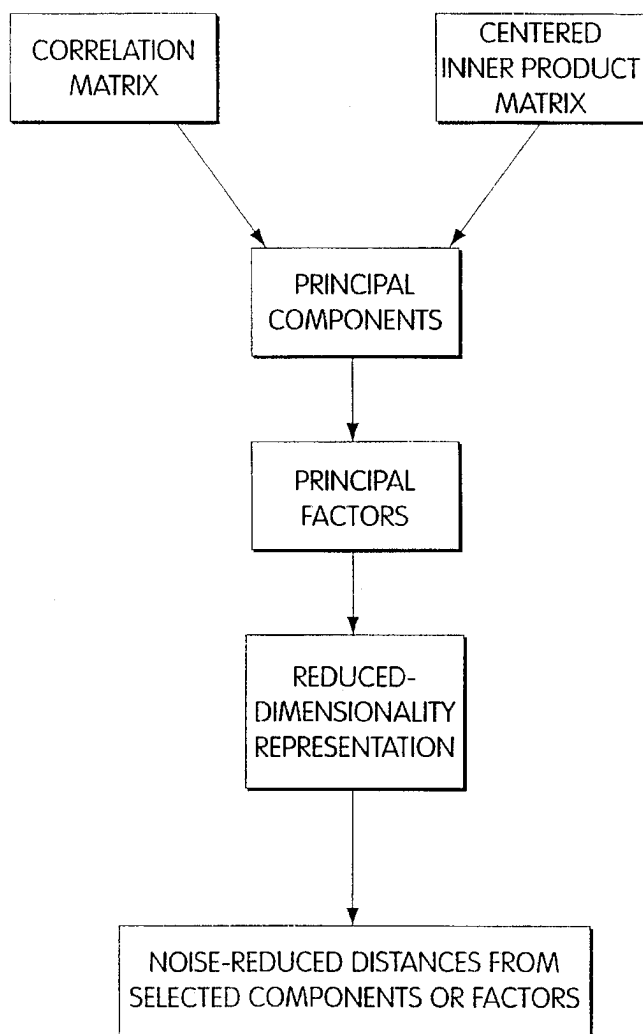 CORRELATION
MATRIX
CENTERED
INNER PRODUCT
MATRIX
PRINCIPAL
COMPONENTS
PRINCIPAL
FACTORS
REDUCED-
DIMENSIONALITY
REPRESENTATION
NOISE-REDUCED DISTANCES FROM
SELECTED COMPONENTS OR FACTORS